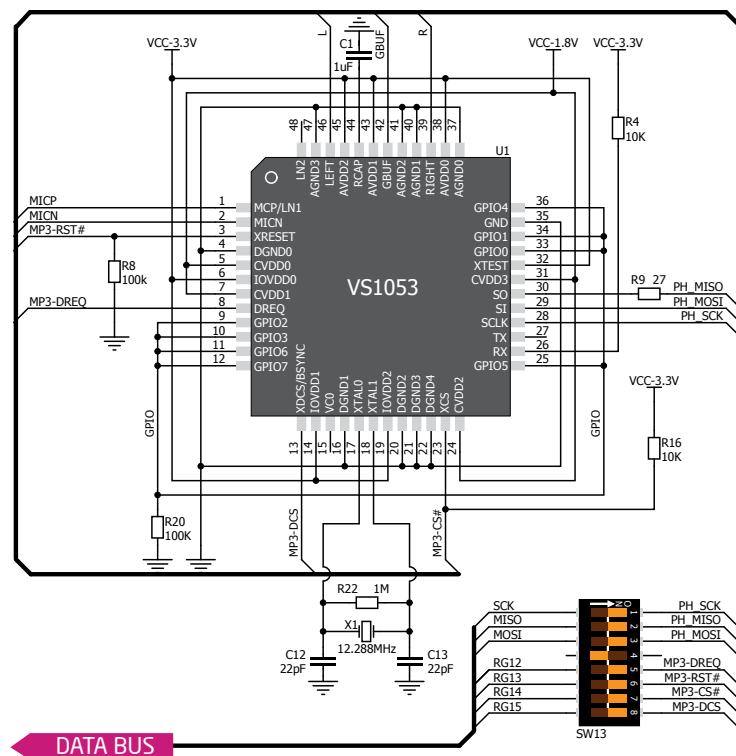 L
GBUF
R
VCC-3.3V
C1
1uF
VCC-1.8V
VCC-3.3V
R4
10K
48
47
46
45
44
43
42
41
40
39
38
37
LN2
AGND3
LEFT
AVDD2
RCAP
AVDD1
GBUF
AGND2
AGND1
RIGHT
AVDD0
AGND0
U1
MICP
1
MCP/LN1
GPIO4
36
MICN
2
MICN
GND
35
MP3-RST#
3
XRESET
GPIO1
34
4
DGND0
GPIO0
33
R8
100k
5
CVDD0
XTEST
32
6
IOVDD0
CVDD3
31
R9 27
7
CVDD1
VS1053
SO
30
PH_MISO
MP3-DREQ
8
DREQ
SI
29
PH_MOSI
9
GPIO2
SCLK
28
PH_SCK
10
GPIO3
TX
27
11
GPIO6
RX
26
12
GPIO7
GPIO5
25
XDCS/BSYNC
IOVDD1
VC0
DGND1
XTAL0
XTAL1
IOVDD2
DGND2
DGND3
DGND4
XCS
CVDD2
VCC-3.3V
13
14
15
16
17
18
19
20
21
22
23
24
GPIO
GPIO
R16
10K
R20
100K
MP3-DCS
MP3-CS#
R22 1M
X1
12.288MHz
C12
22pF
C13
22pF
SCK
ON
1
PH_SCK
MISO
2
PH_MISO
MOSI
3
PH_MOSI
4
RG12
5
MP3-DREQ
RG13
6
MP3-RST#
RG14
7
MP3-CS#
RG15
8
MP3-DCS
SW13
DATA BUS